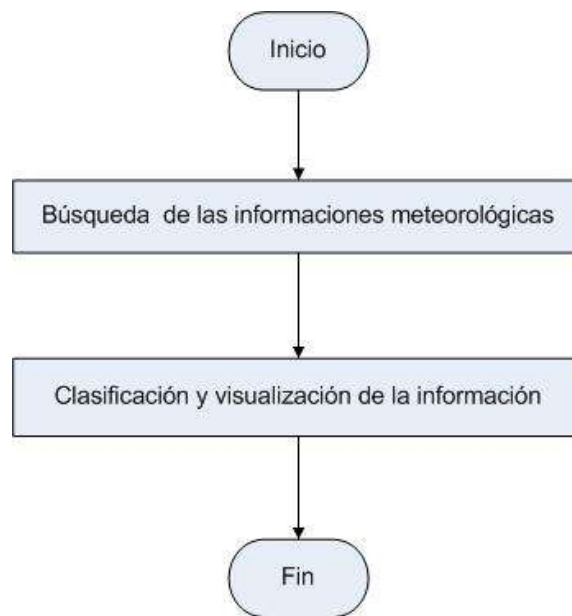 Inicio
Búsqueda de las informaciones meteorológicas
Clasificación y visualización de la información
Fin